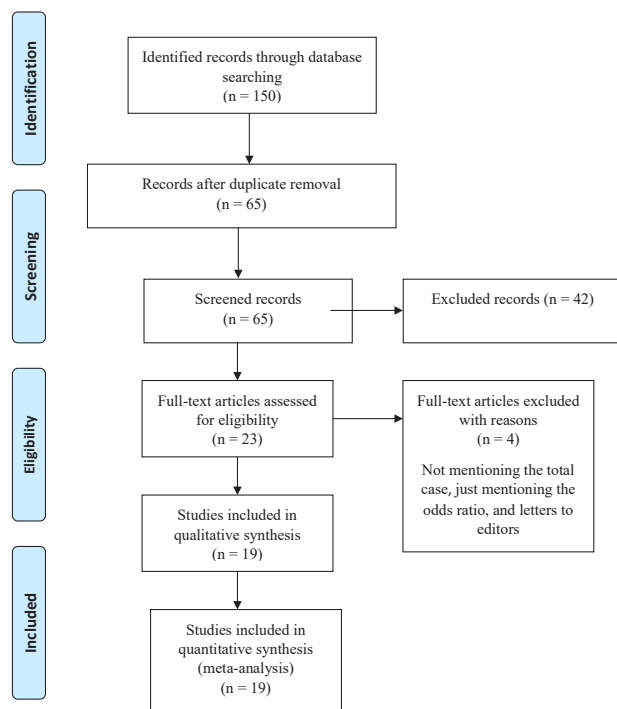 Identification
Identified records through database
searching
(n = 150)
Records after duplicate removal
(n = 65)
Screening
Screened records
(n = 65)
Excluded records (n = 42)
Eligibility
Full-text articles assessed
for eligibility
(n = 23)
Full-text articles excluded
with reasons
(n = 4)
Not mentioning the total
case, just mentioning the
odds ratio, and letters to
editors
Studies included in
qualitative synthesis
(n = 19)
Included
Studies included in
quantitative synthesis
(meta-analysis)
(n = 19)